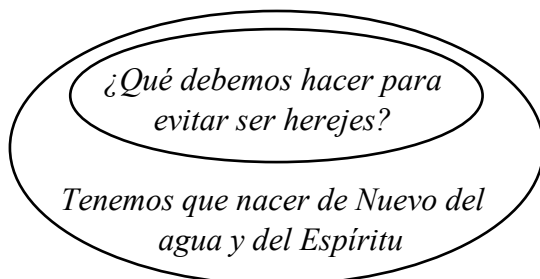 ¿Qué debemos hacer para
evitar ser herejes?
Tenemos que nacer de Nuevo del
agua y del Espíritu